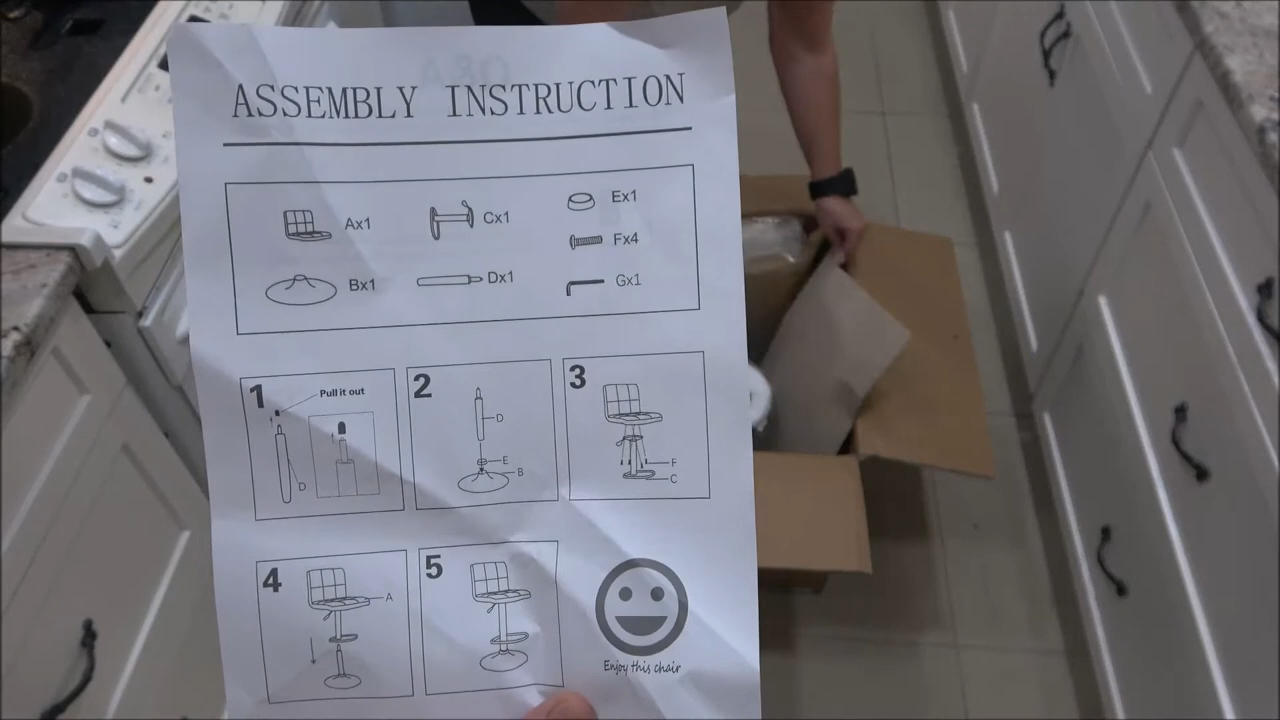 ASSEMBLY INSTRUCTION
Ax1
Cx1
Ex1
Fx4
Bx1
Dx1
Gx1
1
Pull it out
D
2
D
E
B
3
F
C
4
A
5
Enjoy this chair